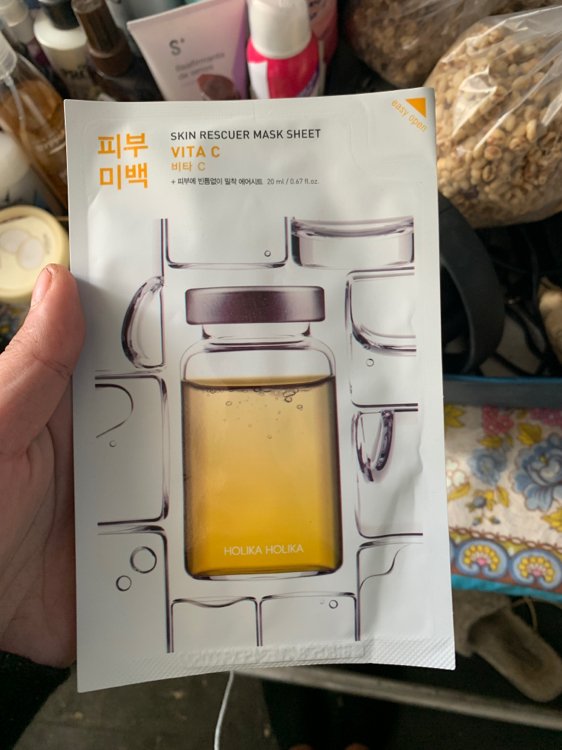 S+
easy open
피부
미백
SKIN RESCUER MASK SHEET
VITA C
비타 C
+ 피부에 빈틈없이 밀착 에어시트 20 ml / 0.67 fl.oz.
HOLIKA HOLIKA